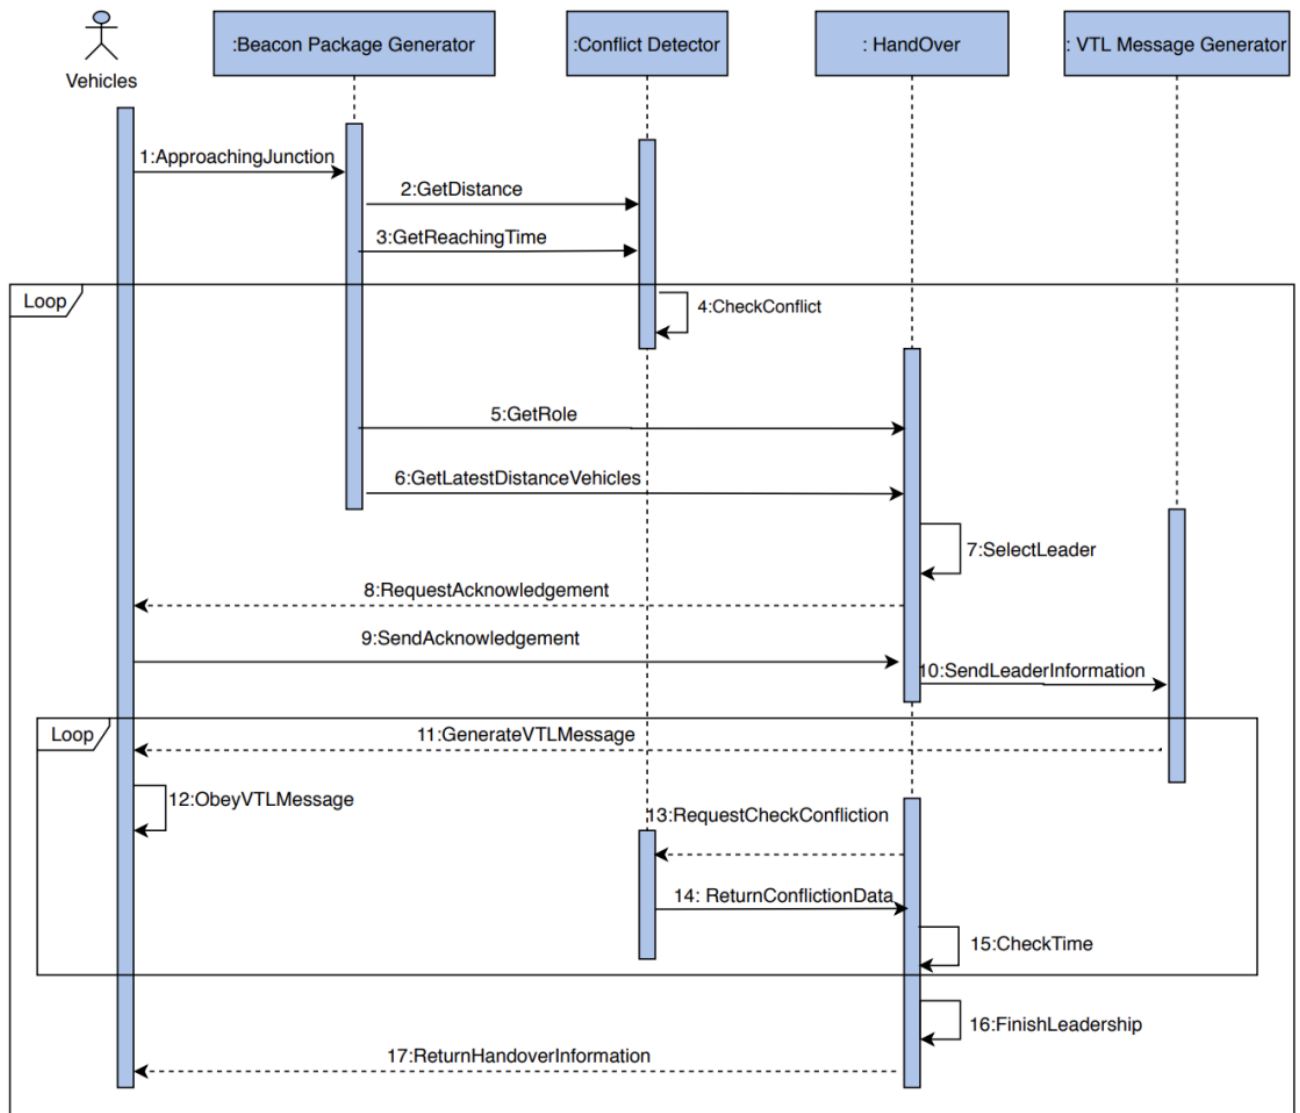 :Beacon Package Generator
:Conflict Detector
: HandOver
: VTL Message Generator
Vehicles
1:ApproachingJunction
2:GetDistance
3:GetReachingTime
Loop
4:CheckConflict
5:GetRole
6:GetLatestDistanceVehicles
7:SelectLeader
8:RequestAcknowledgement
9:SendAcknowledgement
10:SendLeaderInformation
Loop
11:GenerateVTLMessage
12:ObeyVTLMessage
13:RequestCheckConfliction
14: ReturnConflictionData
15:CheckTime
16:FinishLeadership
17:ReturnHandoverInformation